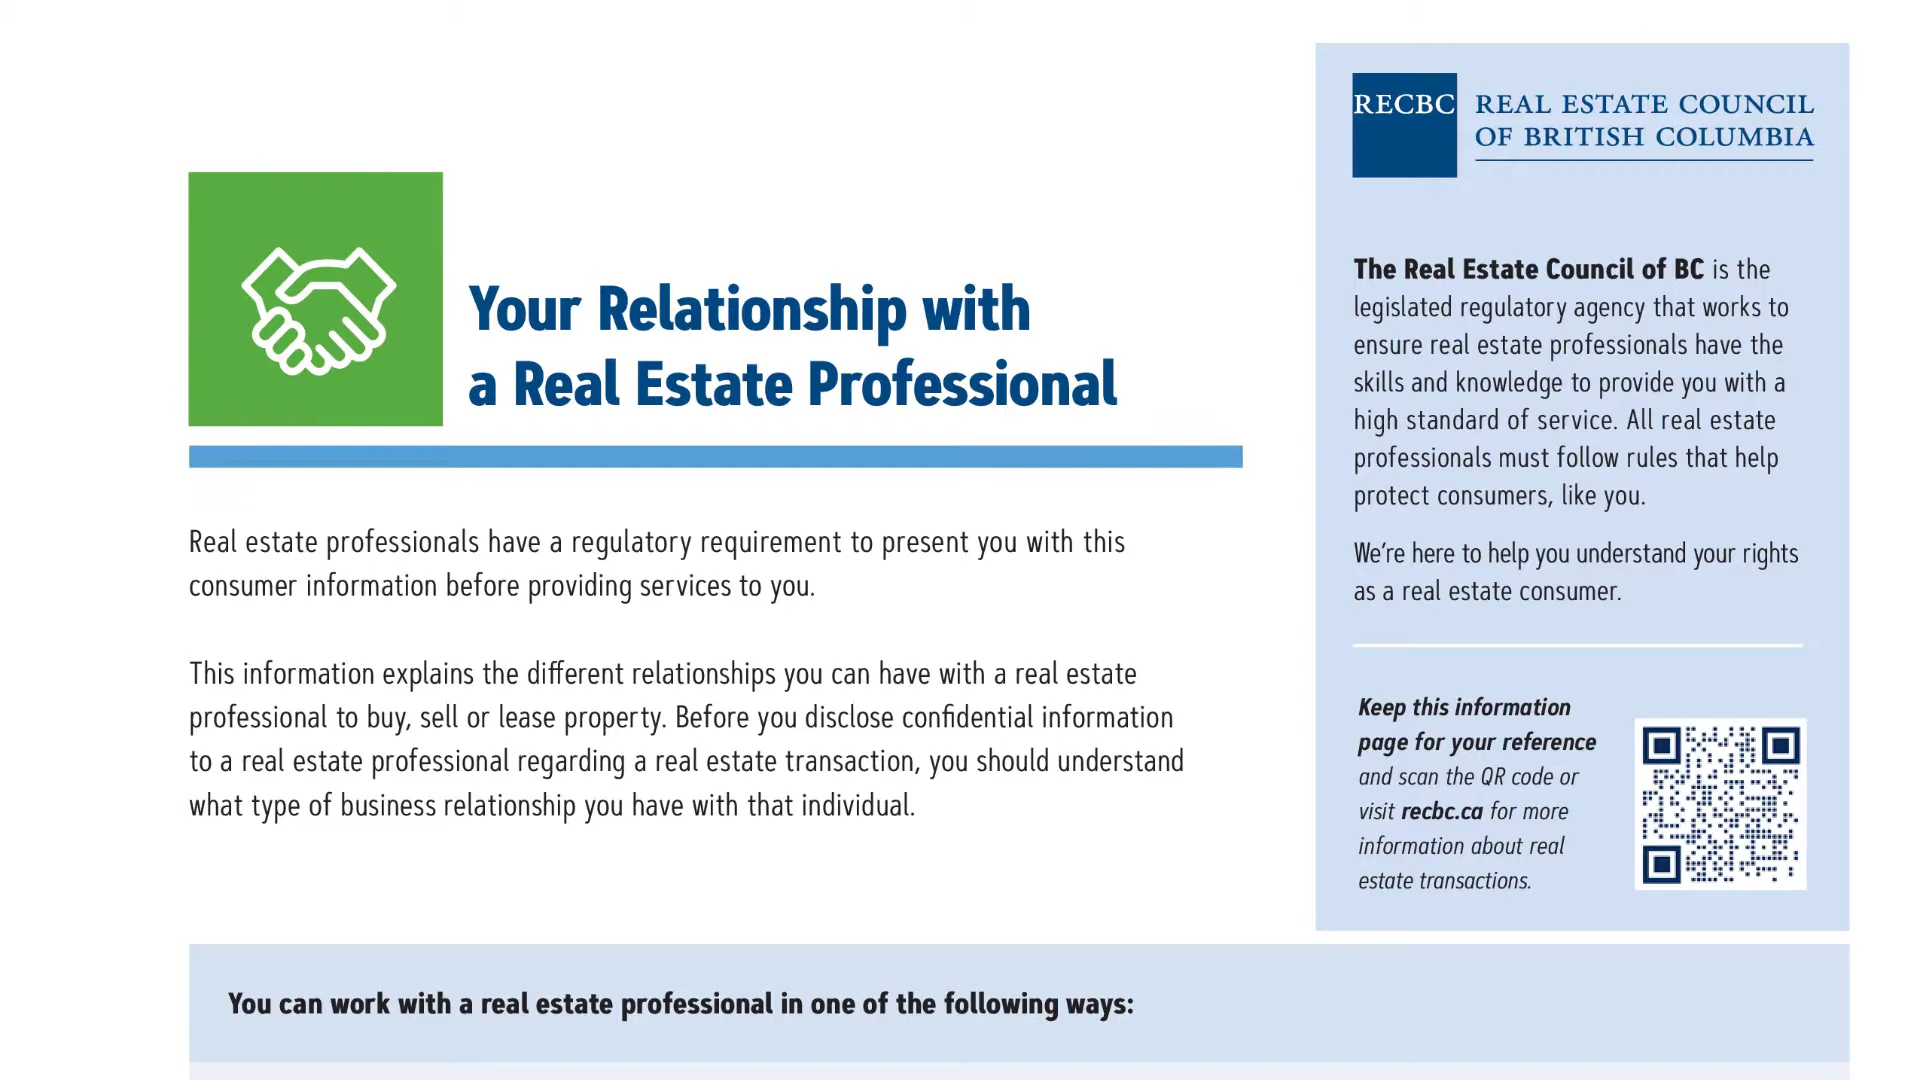 RECBC
REAL ESTATE COUNCIL
OF BRITISH COLUMBIA
Your Relationship with
a Real Estate Professional
Real estate professionals have a regulatory requirement to present you with this
consumer information before providing services to you.
This information explains the different relationships you can have with a real estate
professional to buy, sell or lease property. Before you disclose confidential information
to a real estate professional regarding a real estate transaction, you should understand
what type of business relationship you have with that individual.
The Real Estate Council of BC is the
legislated regulatory agency that works to
ensure real estate professionals have the
skills and knowledge to provide you with a
high standard of service. All real estate
professionals must follow rules that help
protect consumers, like you.
We're here to help you understand your rights
as a real estate consumer.
Keep this information
page for your reference
and scan the QR code or
visit recbc.ca for more
information about real
estate transactions.
You can work with a real estate professional in one of the following ways: